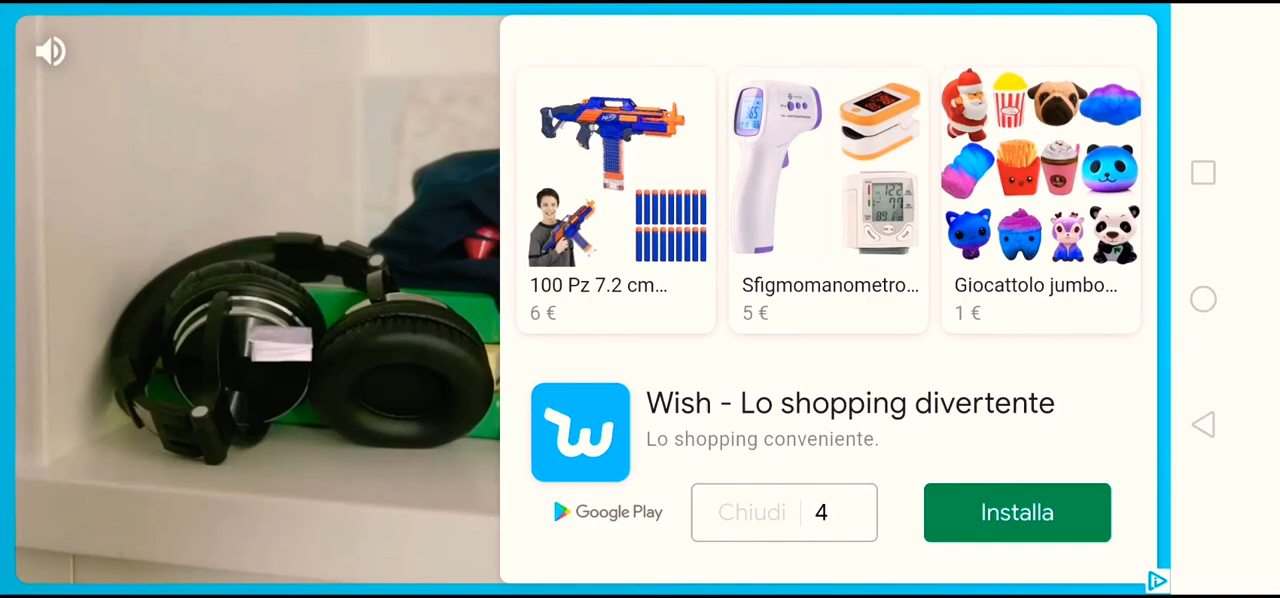 NERF
100 Pz 7.2 cm...
6 €
Sfigmomanometro...
5 €
Giocattolo jumbo...
1 €
Wish - Lo shopping divertente
Lo shopping conveniente.
Google Play
Chiudi 4
Installa